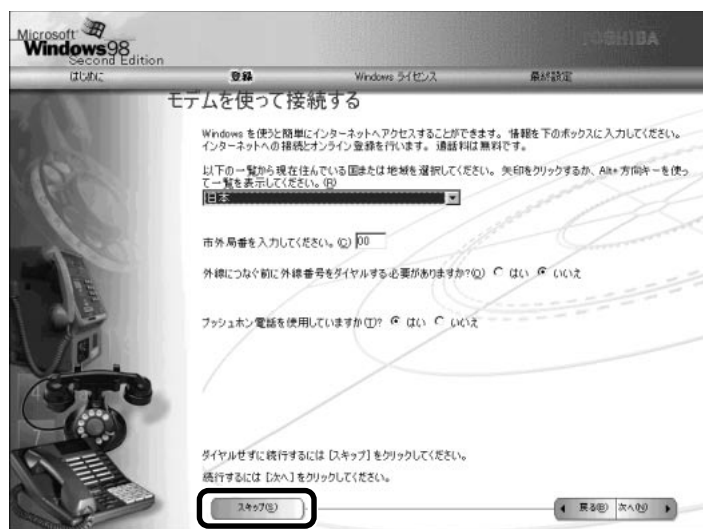 Microsoft
Windows98
Second Edition
TOSHIBA
はじめに 登録 Windows ライセンス 最終設定
モデムを使って接続する
Windows を使うと簡単にインターネットへアクセスすることができます。 情報を下のボックスに入力してください。
インターネットへの接続とオンライン登録を行います。 通話料は無料です。
以下の一覧から現在住んでいる国または地域を選択してください。 矢印をクリックするか、Alt+方向キーを使っ
て一覧を表示してください。(R)
日本
市外局番を入力してください。(C) 00
外線につなぐ前に外線番号をダイヤルする必要がありますか?(O) はい いいえ
プッシュホン電話を使用していますか(T)? はい いいえ
ダイヤルせずに続行するには [スキップ] をクリックしてください。
続行するには [次へ] をクリックしてください。
スキップ(S) 戻る(B) 次へ(N)